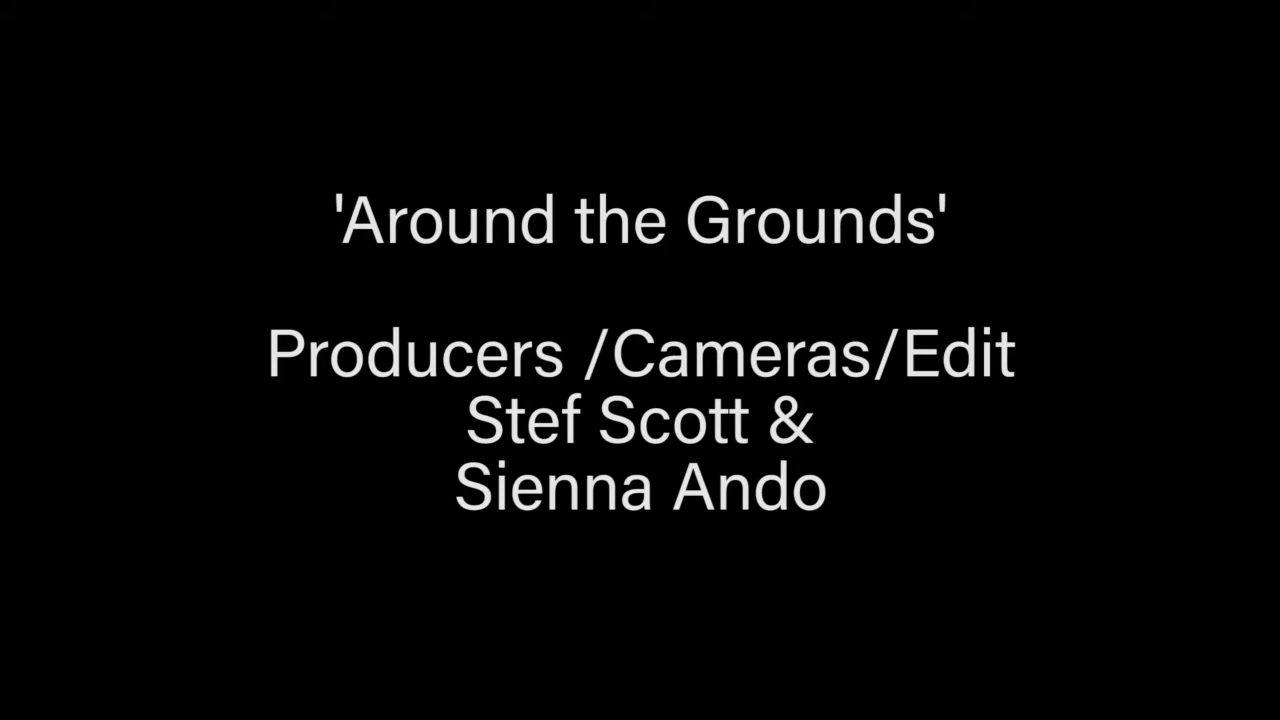 'Around the Grounds'
Producers /Cameras/Edit
Stef Scott &
Sienna Ando